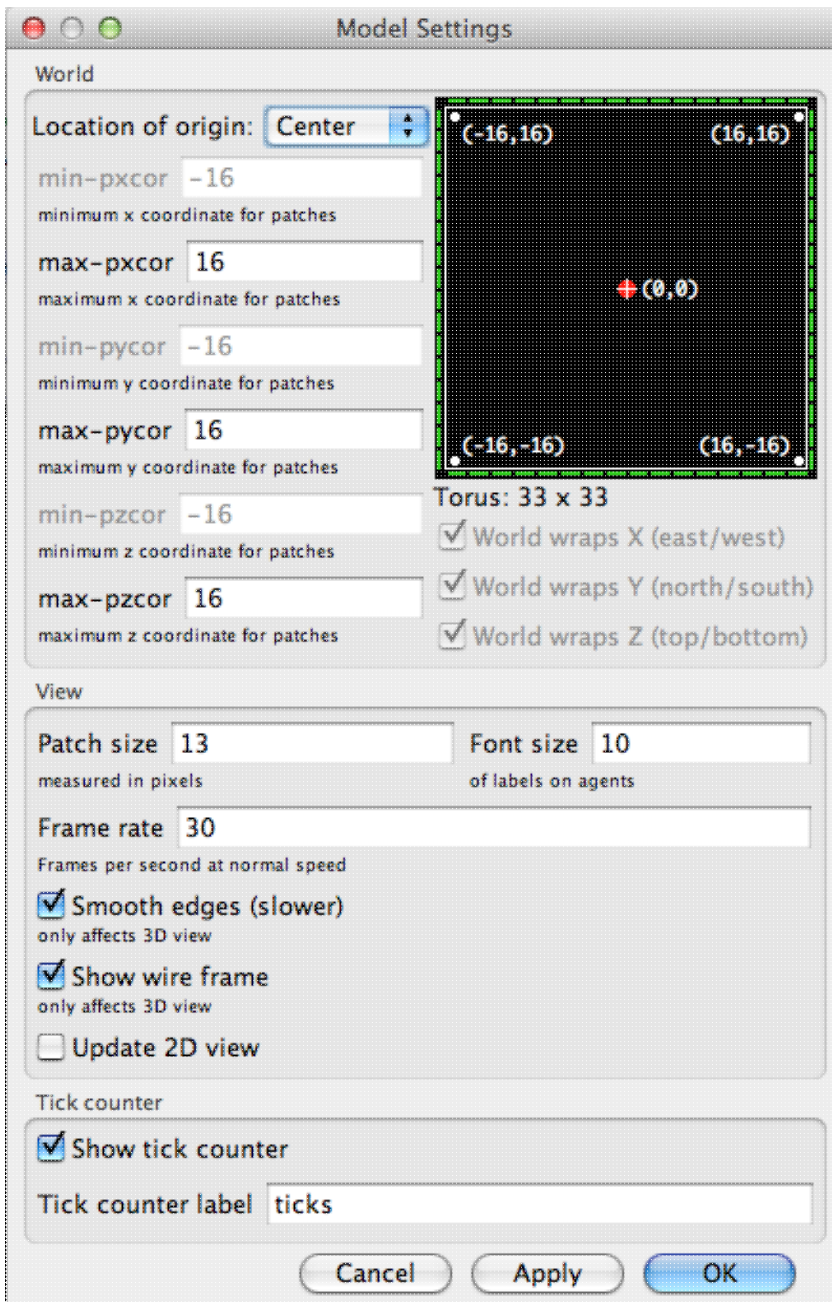 Model Settings
World
Location of origin: Center
min-pxcor -16
minimum x coordinate for patches
max-pxcor 16
maximum x coordinate for patches
min-pycor -16
minimum y coordinate for patches
max-pycor 16
maximum y coordinate for patches
min-pzcor -16
minimum z coordinate for patches
max-pzcor 16
maximum z coordinate for patches
(-16,16) (16,16)
(0,0)
(-16,-16) (16,-16)
Torus: 33 x 33
World wraps X (east/west)
World wraps Y (north/south)
World wraps Z (top/bottom)
View
Patch size 13 Font size 10
measured in pixels of labels on agents
Frame rate 30
Frames per second at normal speed
Smooth edges (slower)
only affects 3D view
Show wire frame
only affects 3D view
Update 2D view
Tick counter
Show tick counter
Tick counter label ticks
Cancel Apply OK